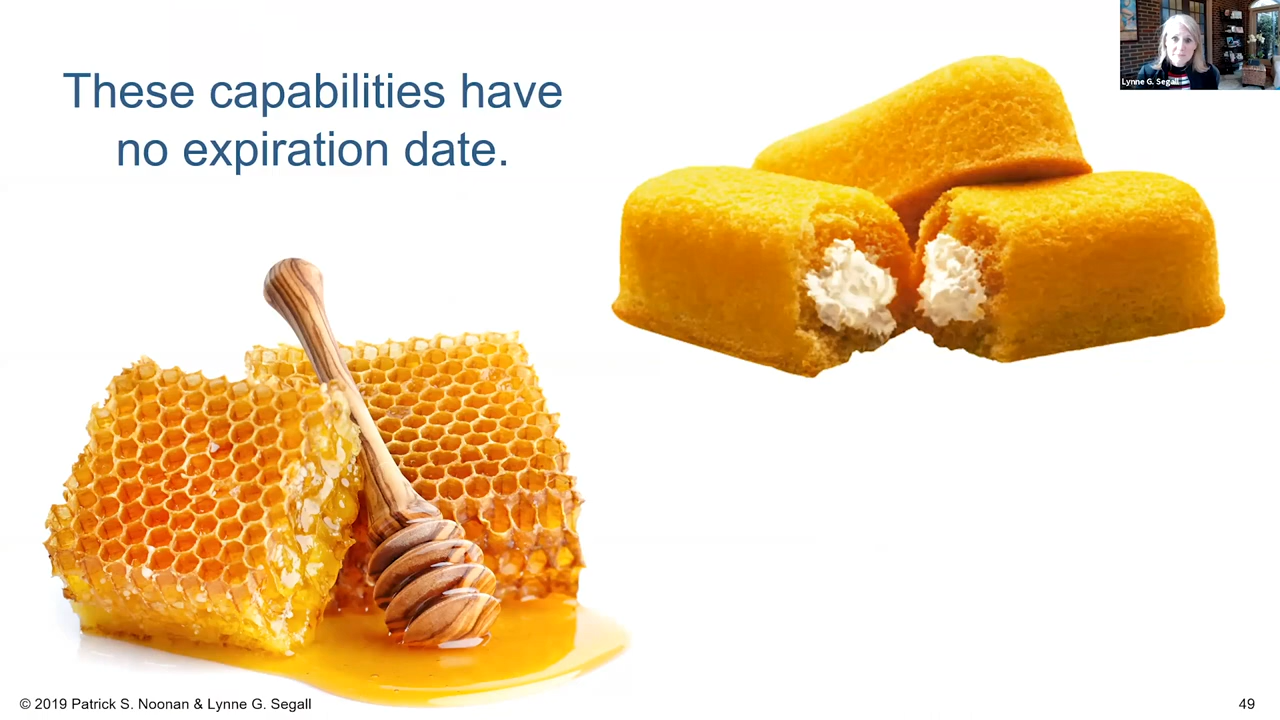 These capabilities have
no expiration date.
Lynne G. Segall
© 2019 Patrick S. Noonan & Lynne G. Segall
49